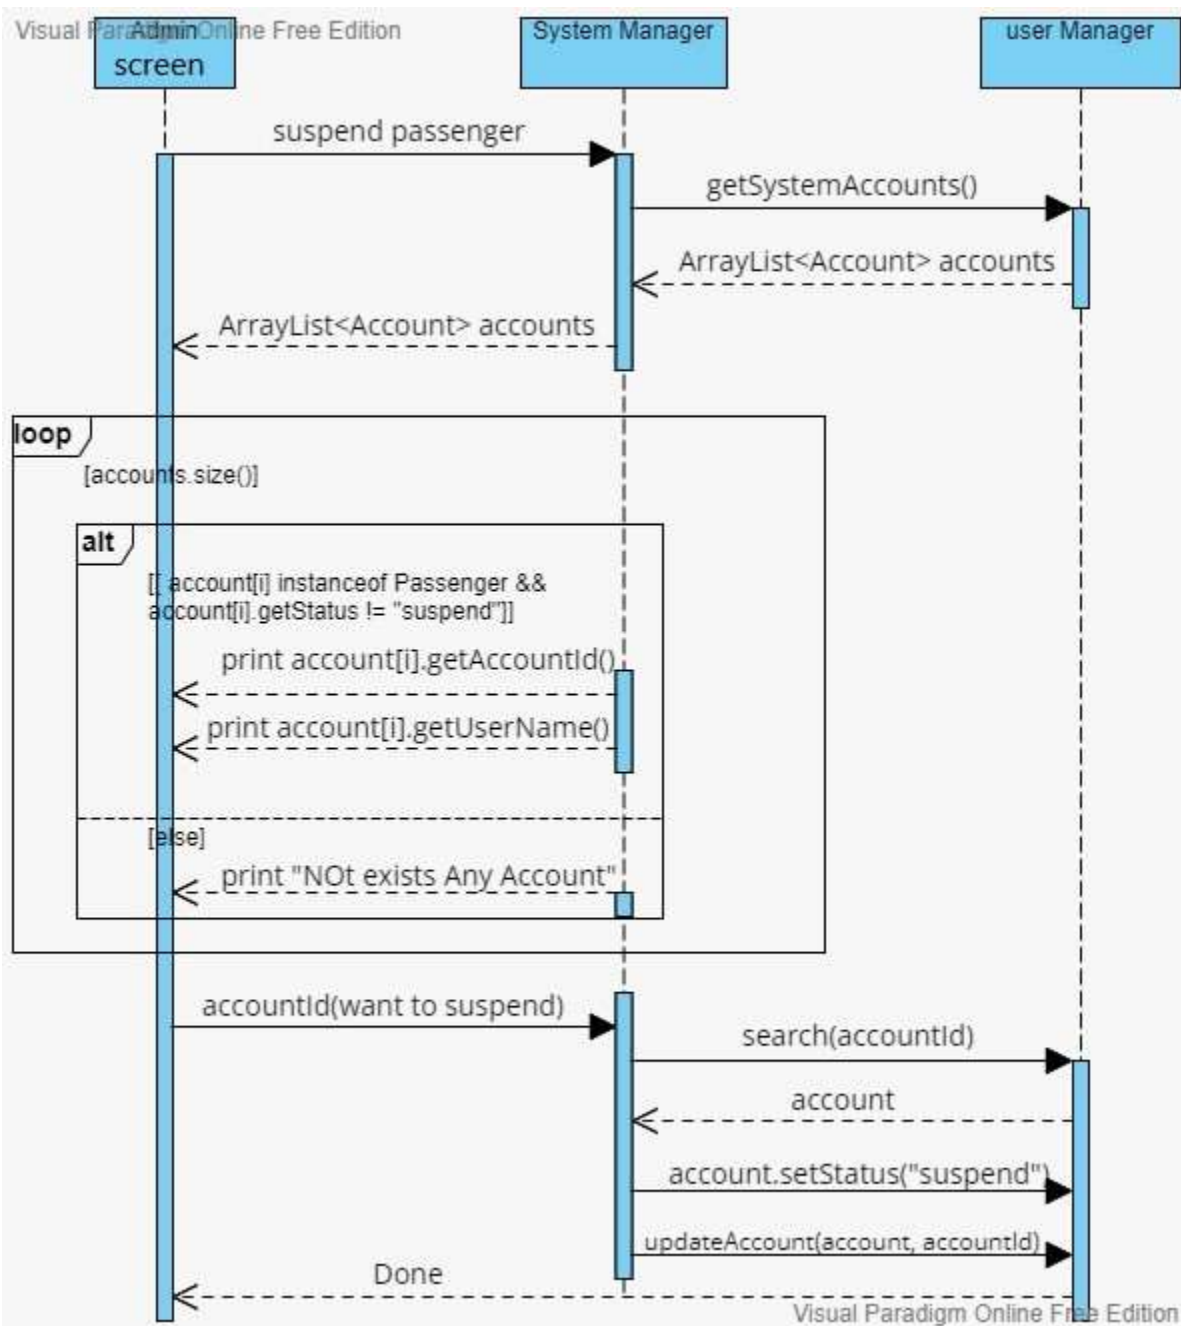 Visual Paradigm Online Free Edition
Admin
screen
System Manager
user Manager
suspend passenger
getSystemAccounts()
ArrayList<Account> accounts
ArrayList<Account> accounts
loop
[accounts.size()]
alt
[[ account[i] instanceof Passenger &&
account[i].getStatus != "suspend"]]
print account[i].getAccountId()
print account[i].getUserName()
[else]
print "NOt exists Any Account"
accountId(want to suspend)
search(accountId)
account
account.setStatus("suspend")
updateAccount(account, accountId)
Done
Visual Paradigm Online Free Edition